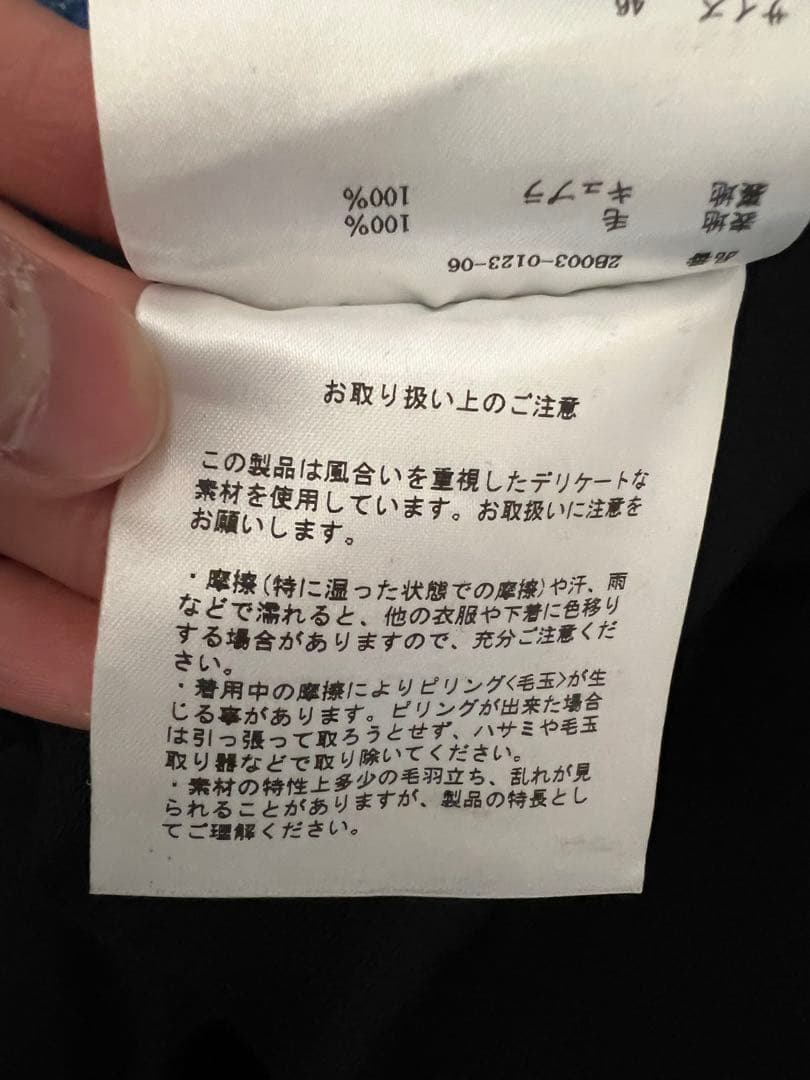 サイズ 46
裏地 キュプラ 100%
表地 毛 100%
品番 2B003-0123-06
お取り扱い上のご注意
この製品は風合いを重視したデリケートな
素材を使用しています。お取扱いに注意を
お願いします。
・摩擦(特に湿った状態での摩擦)や汗、雨
などで濡れると、他の衣服や下着に色移り
する場合がありますので、充分ご注意くだ
さい。
・着用中の摩擦によりピリング<毛玉>が生
じる事があります。ピリングが出来た場合
は引っ張って取ろうとせず、ハサミや毛玉
取り器などで取り除いてください。
・素材の特性上多少の毛羽立ち、乱れが見
られることがありますが、製品の特長とし
てご理解ください。